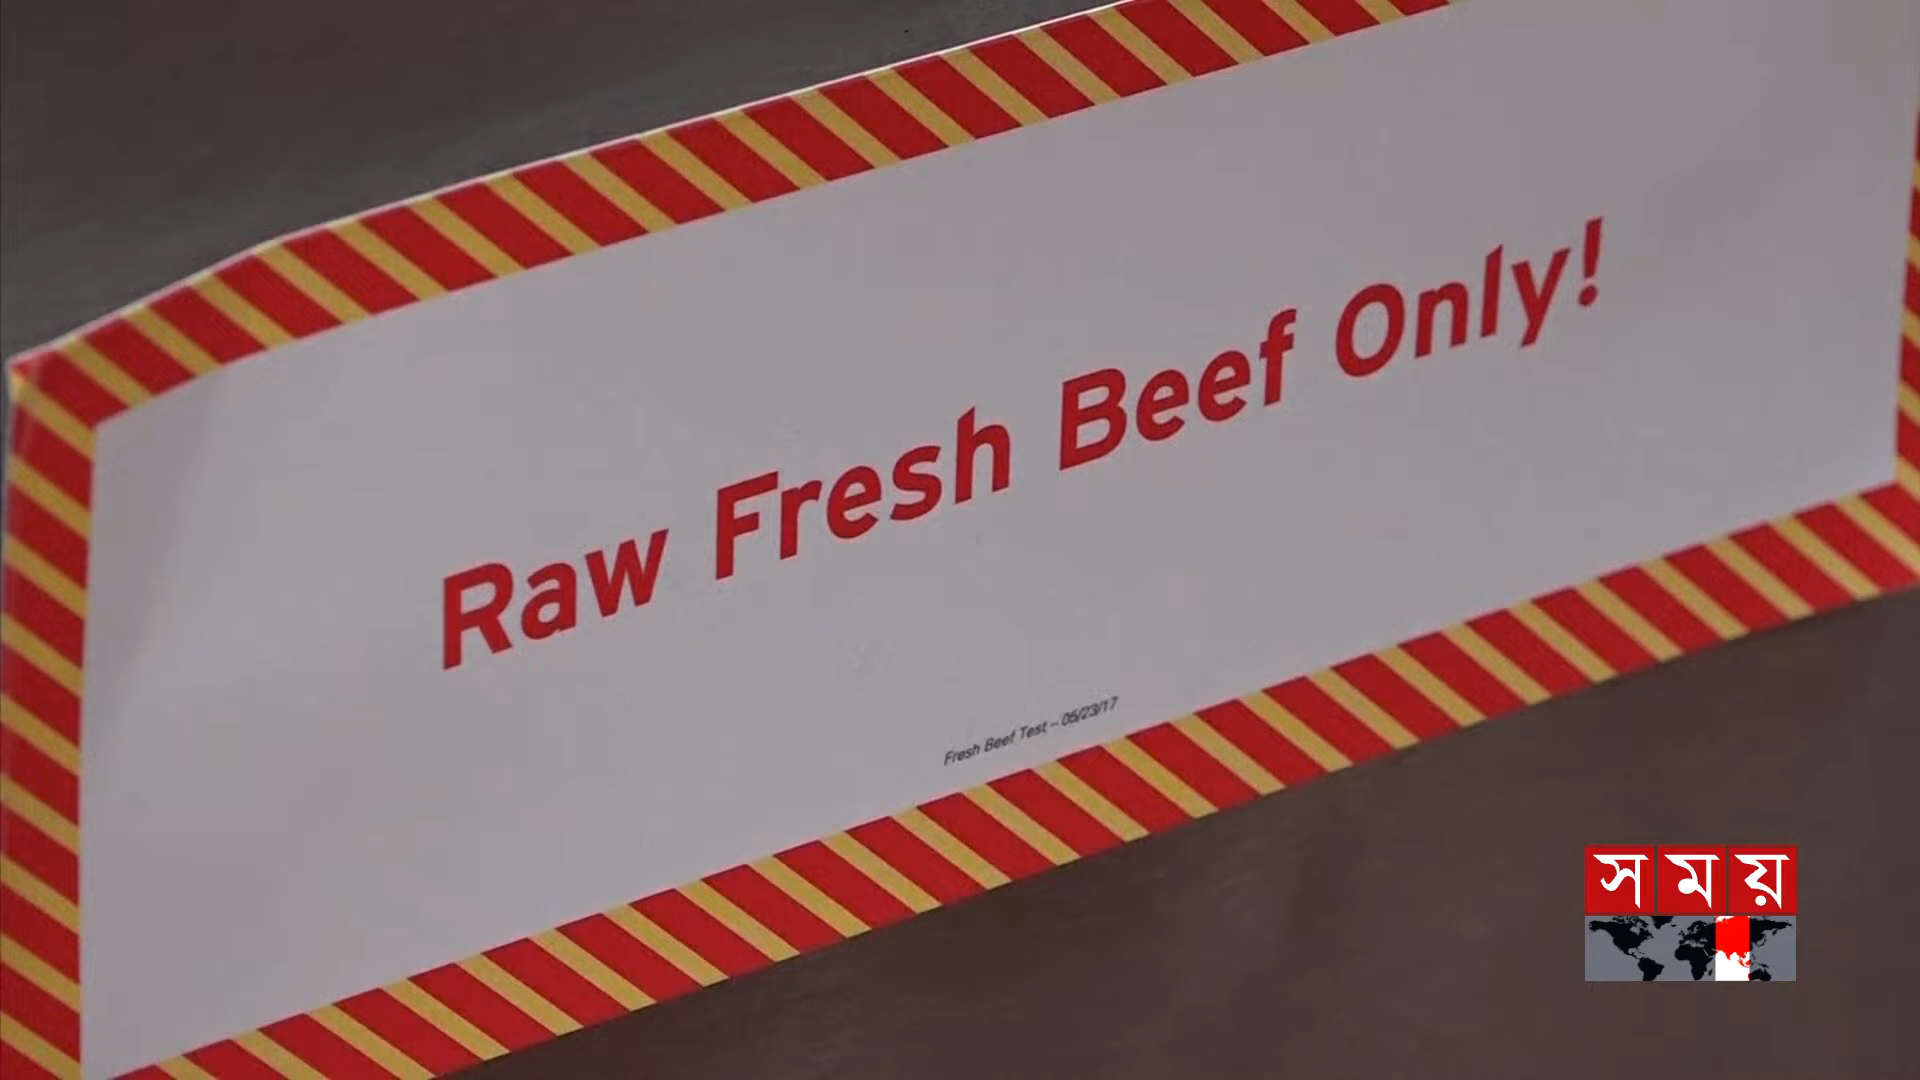 Raw Fresh Beef Only!
Fresh Beef Test – 05/23/17
সময়